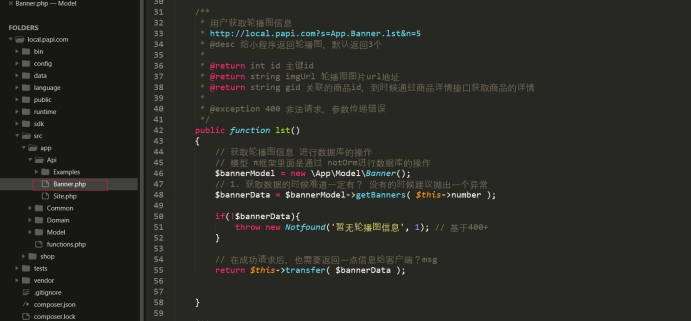 Banner.php — Model
FOLDERS
local.papi.com
bin
config
data
language
public
runtime
sdk
src
app
Api
Examples
Banner.php
Site.php
Common
Domain
Model
functions.php
shop
tests
vendor
.gitignore
composer.json
composer.lock
30
31 /**
32 * 用户获取轮播图信息
33 * http://local.papi.com?s=App.Banner.lst&n=5
34 * @desc 给小程序返回轮播图，默认返回3个
35 *
36 * @return int id 主键id
37 * @return string imgUrl 轮播图图片url地址
38 * @return string gid 关联的商品id，到时候通过商品详情接口获取商品的详情
39 *
40 * @exception 400 非法请求，参数传递错误
41 */
42 public function lst()
43 {
44 // 获取轮播图信息 进行数据库的操作
45 // 模型 π框架里面是通过 notOrm进行数据库的操作
46 $bannerModel = new \App\Model\Banner();
47 // 1. 获取数据的时候难道一定有？ 没有的时候建议抛出一个异常
48 $bannerData = $bannerModel->getBanners( $this->number );
49
50 if(!$bannerData){
51 throw new Notfound('暂无轮播图信息', 1); // 基于400+
52 }
53
54 // 在成功请求后，也需要返回一点信息给客户端？msg
55 return $this->transfer( $bannerData );
56
57
58 }
59